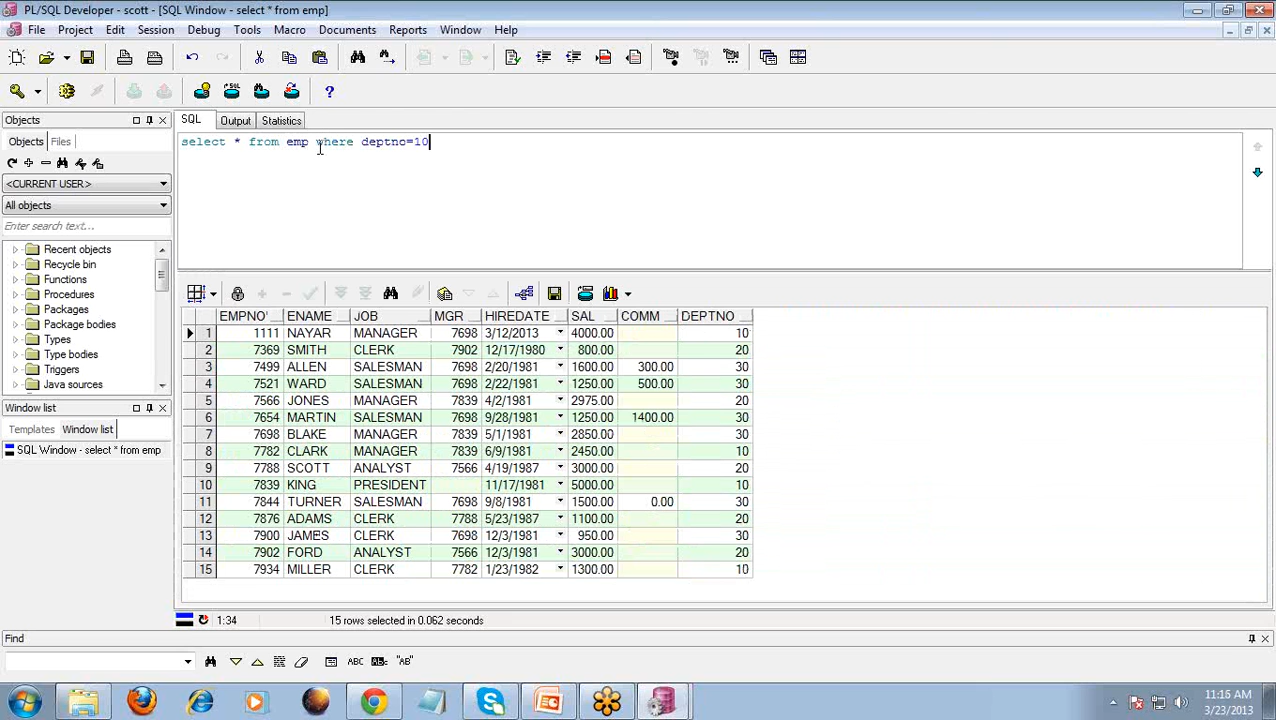 PL/SQL Developer - scott - [SQL Window - select * from emp]
File Project Edit Session Debug Tools Macro Documents Reports Window Help
Objects
SQL Output Statistics
Objects Files
select * from emp where deptno=10
<CURRENT USER>
All objects
Enter search text...
Recent objects
Recycle bin
Functions
Procedures
Packages
Package bodies
Types
Type bodies
Triggers
Java sources
Window list
Templates Window list
SQL Window - select * from emp
EMPNO ENAME JOB MGR HIREDATE SAL COMM DEPTNO
1 1111 NAYAR MANAGER 7698 3/12/2013 4000.00 10
2 7369 SMITH CLERK 7902 12/17/1980 800.00 20
3 7499 ALLEN SALESMAN 7698 2/20/1981 1600.00 300.00 30
4 7521 WARD SALESMAN 7698 2/22/1981 1250.00 500.00 30
5 7566 JONES MANAGER 7839 4/2/1981 2975.00 20
6 7654 MARTIN SALESMAN 7698 9/28/1981 1250.00 1400.00 30
7 7698 BLAKE MANAGER 7839 5/1/1981 2850.00 30
8 7782 CLARK MANAGER 7839 6/9/1981 2450.00 10
9 7788 SCOTT ANALYST 7566 4/19/1987 3000.00 20
10 7839 KING PRESIDENT 11/17/1981 5000.00 10
11 7844 TURNER SALESMAN 7698 9/8/1981 1500.00 0.00 30
12 7876 ADAMS CLERK 7788 5/23/1987 1100.00 20
13 7900 JAMES CLERK 7698 12/3/1981 950.00 30
14 7902 FORD ANALYST 7566 12/3/1981 3000.00 20
15 7934 MILLER CLERK 7782 1/23/1982 1300.00 10
1:34 15 rows selected in 0.062 seconds
Find
ABC ABc "AB"
11:16 AM
3/23/2013